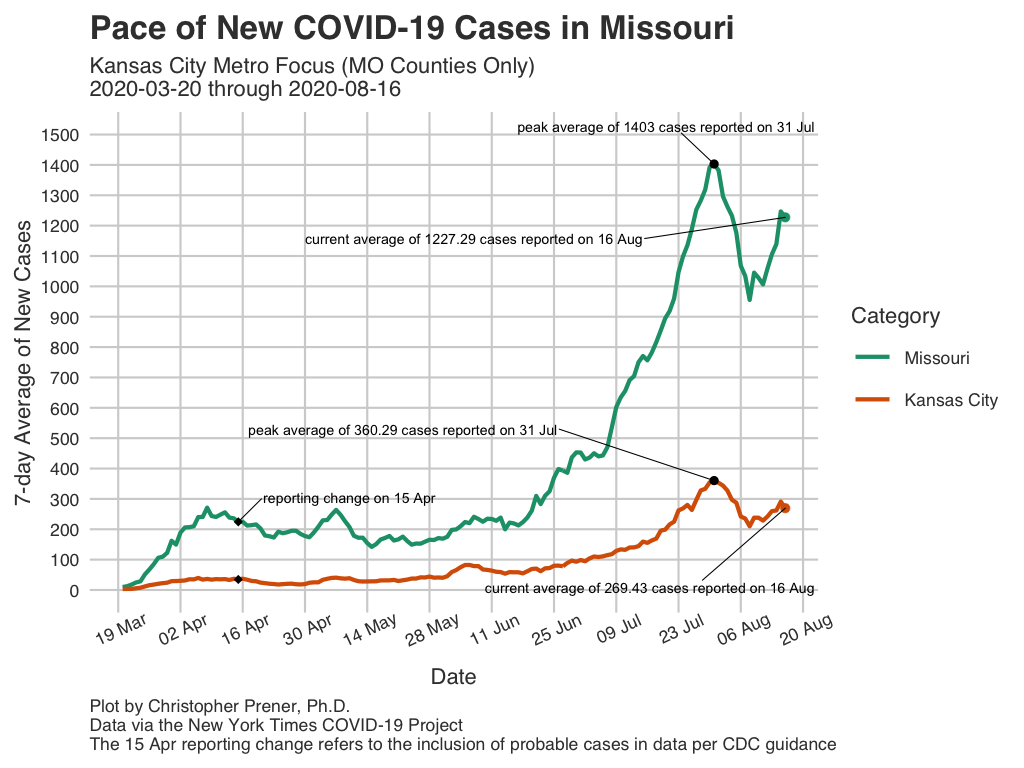 Pace of New COVID-19 Cases in Missouri
Kansas City Metro Focus (MO Counties Only)
2020-03-20 through 2020-08-16
7-day Average of New Cases
1500
1400
1300
1200
1100
1000
900
800
700
600
500
400
300
200
100
0
peak average of 1403 cases reported on 31 Jul
current average of 1227.29 cases reported on 16 Aug
peak average of 360.29 cases reported on 31 Jul
reporting change on 15 Apr
current average of 269.43 cases reported on 16 Aug
19 Mar
02 Apr
16 Apr
30 Apr
14 May
28 May
11 Jun
25 Jun
09 Jul
23 Jul
06 Aug
20 Aug
Date
Category
Missouri
Kansas City
Plot by Christopher Prener, Ph.D.
Data via the New York Times COVID-19 Project
The 15 Apr reporting change refers to the inclusion of probable cases in data per CDC guidance